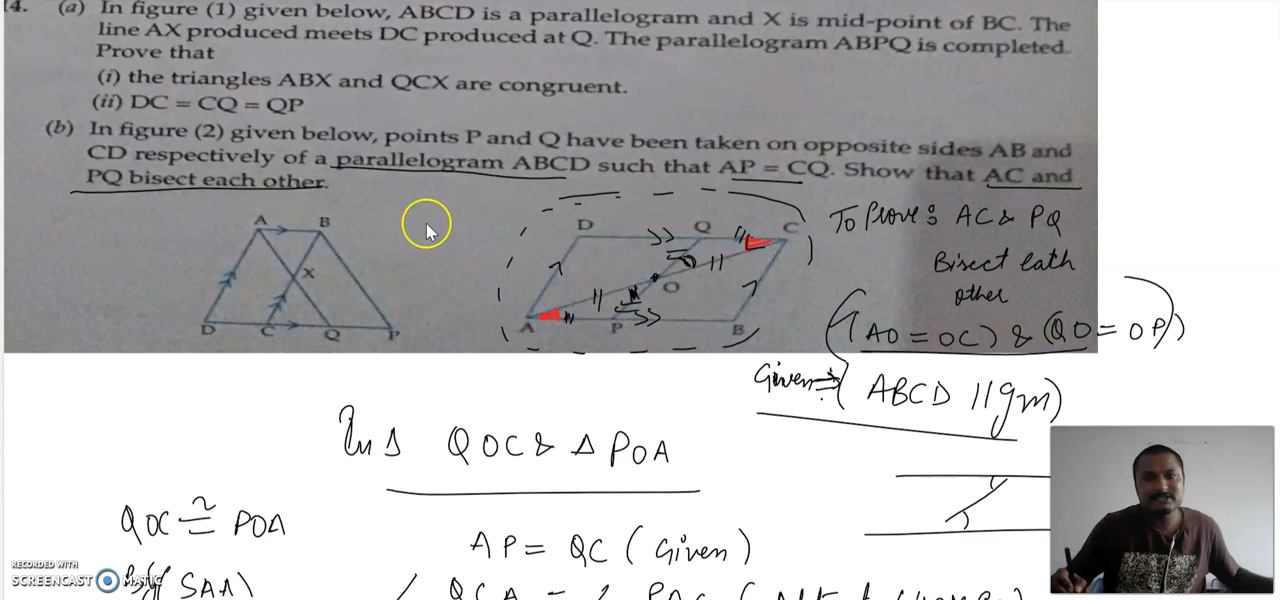 14. (a) In figure (1) given below, ABCD is a parallelogram and X is mid-point of BC. The
line AX produced meets DC produced at Q. The parallelogram ABPQ is completed.
Prove that
(i) the triangles ABX and QCX are congruent.
(ii) DC = CQ = QP
(b) In figure (2) given below, points P and Q have been taken on opposite sides AB and
CD respectively of a parallelogram ABCD such that AP = CQ. Show that AC and
PQ bisect each other.
A B
X
D C Q P
D Q C
O
A P B
To Prove : AC & PQ
Bisect Each
other
(AO = OC) & (QO = OP)
Given ⇒ (ABCD ||gm)
In Δ QOC & Δ POA
QOC ≅ POA
AP = QC (Given)
By (SAA)
∠ QCA = ∠ PAO
RECORDED WITH
SCREENCAST MATIC